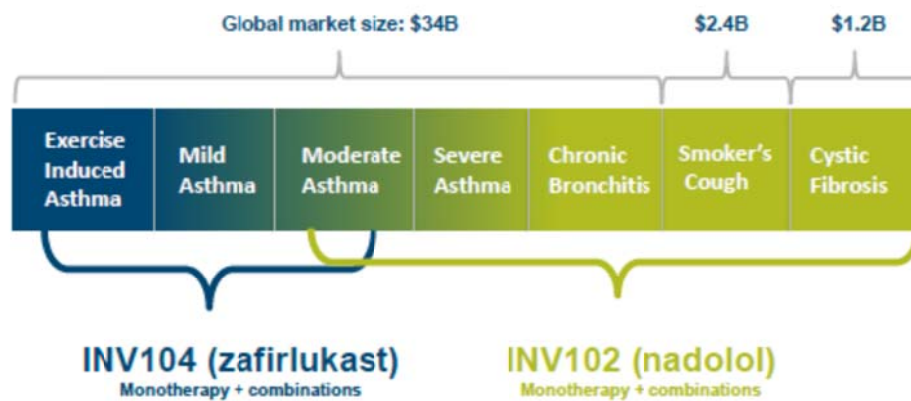 Global market size: $34B
$2.4B
$1.2B
Exercise
Induced
Asthma
Mild
Asthma
Moderate
Asthma
Severe
Asthma
Chronic
Bronchitis
Smoker's
Cough
Cystic
Fibrosis
INV104 (zafirlukast)
Monotherapy + combinations
INV102 (nadolol)
Monotherapy + combinations